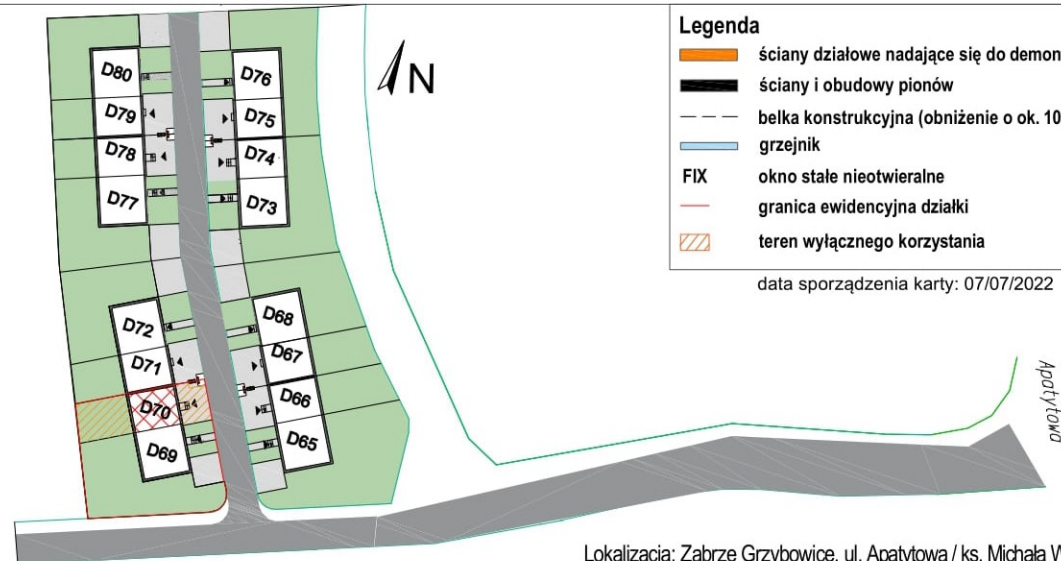 D80
D79
D78
D77
D76
D75
D74
D73
N
D72
D71
D70
D69
D68
D67
D66
D65
Legenda
ściany działowe nadające się do demon
ściany i obudowy pionów
belka konstrukcyjna (obniżenie o ok. 10
grzejnik
FIX okno stałe nieotwieralne
granica ewidencyjna działki
teren wyłącznego korzystania
data sporządzenia karty: 07/07/2022
Apatytowa
Lokalizacja: Zabrze Grzybowice, ul. Apatytowa / ks. Michała W